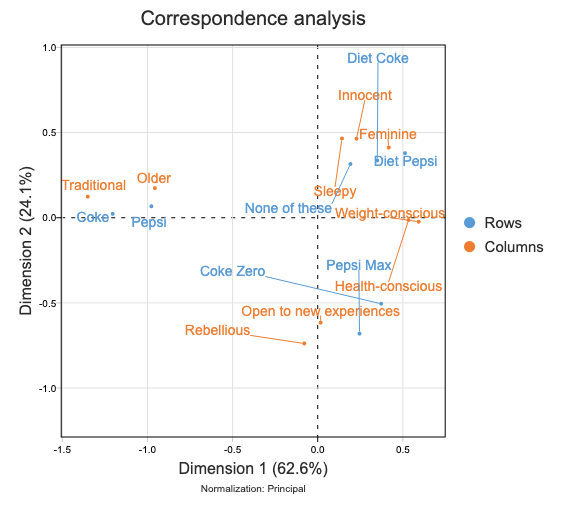 Correspondence analysis
1.0
Diet Coke
Innocent
0.5
Feminine
Diet Pepsi
Older
Traditional
Sleepy
None of these
Weight-conscious
0.0
Coke
Pepsi
Rows
Columns
Dimension 2 (24.1%)
Pepsi Max
Coke Zero
Health-conscious
-0.5
Open to new experiences
Rebellious
-1.0
-1.5
-1.0
-0.5
0.0
0.5
Dimension 1 (62.6%)
Normalization: Principal